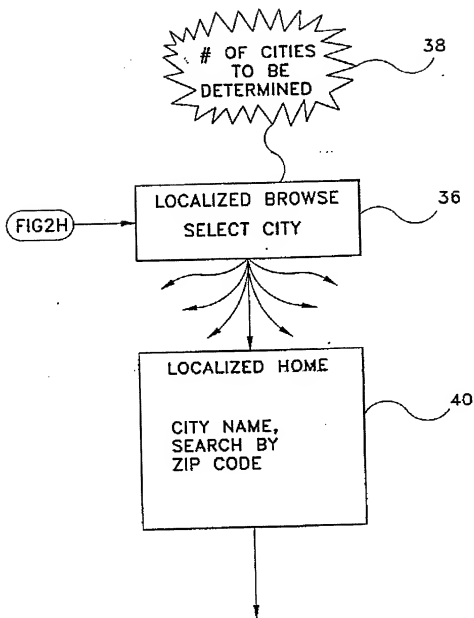 # OF CITIES
TO BE
DETERMINED
38
LOCALIZED BROWSE
SELECT CITY
36
FIG2H
LOCALIZED HOME
CITY NAME,
SEARCH BY
ZIP CODE
40